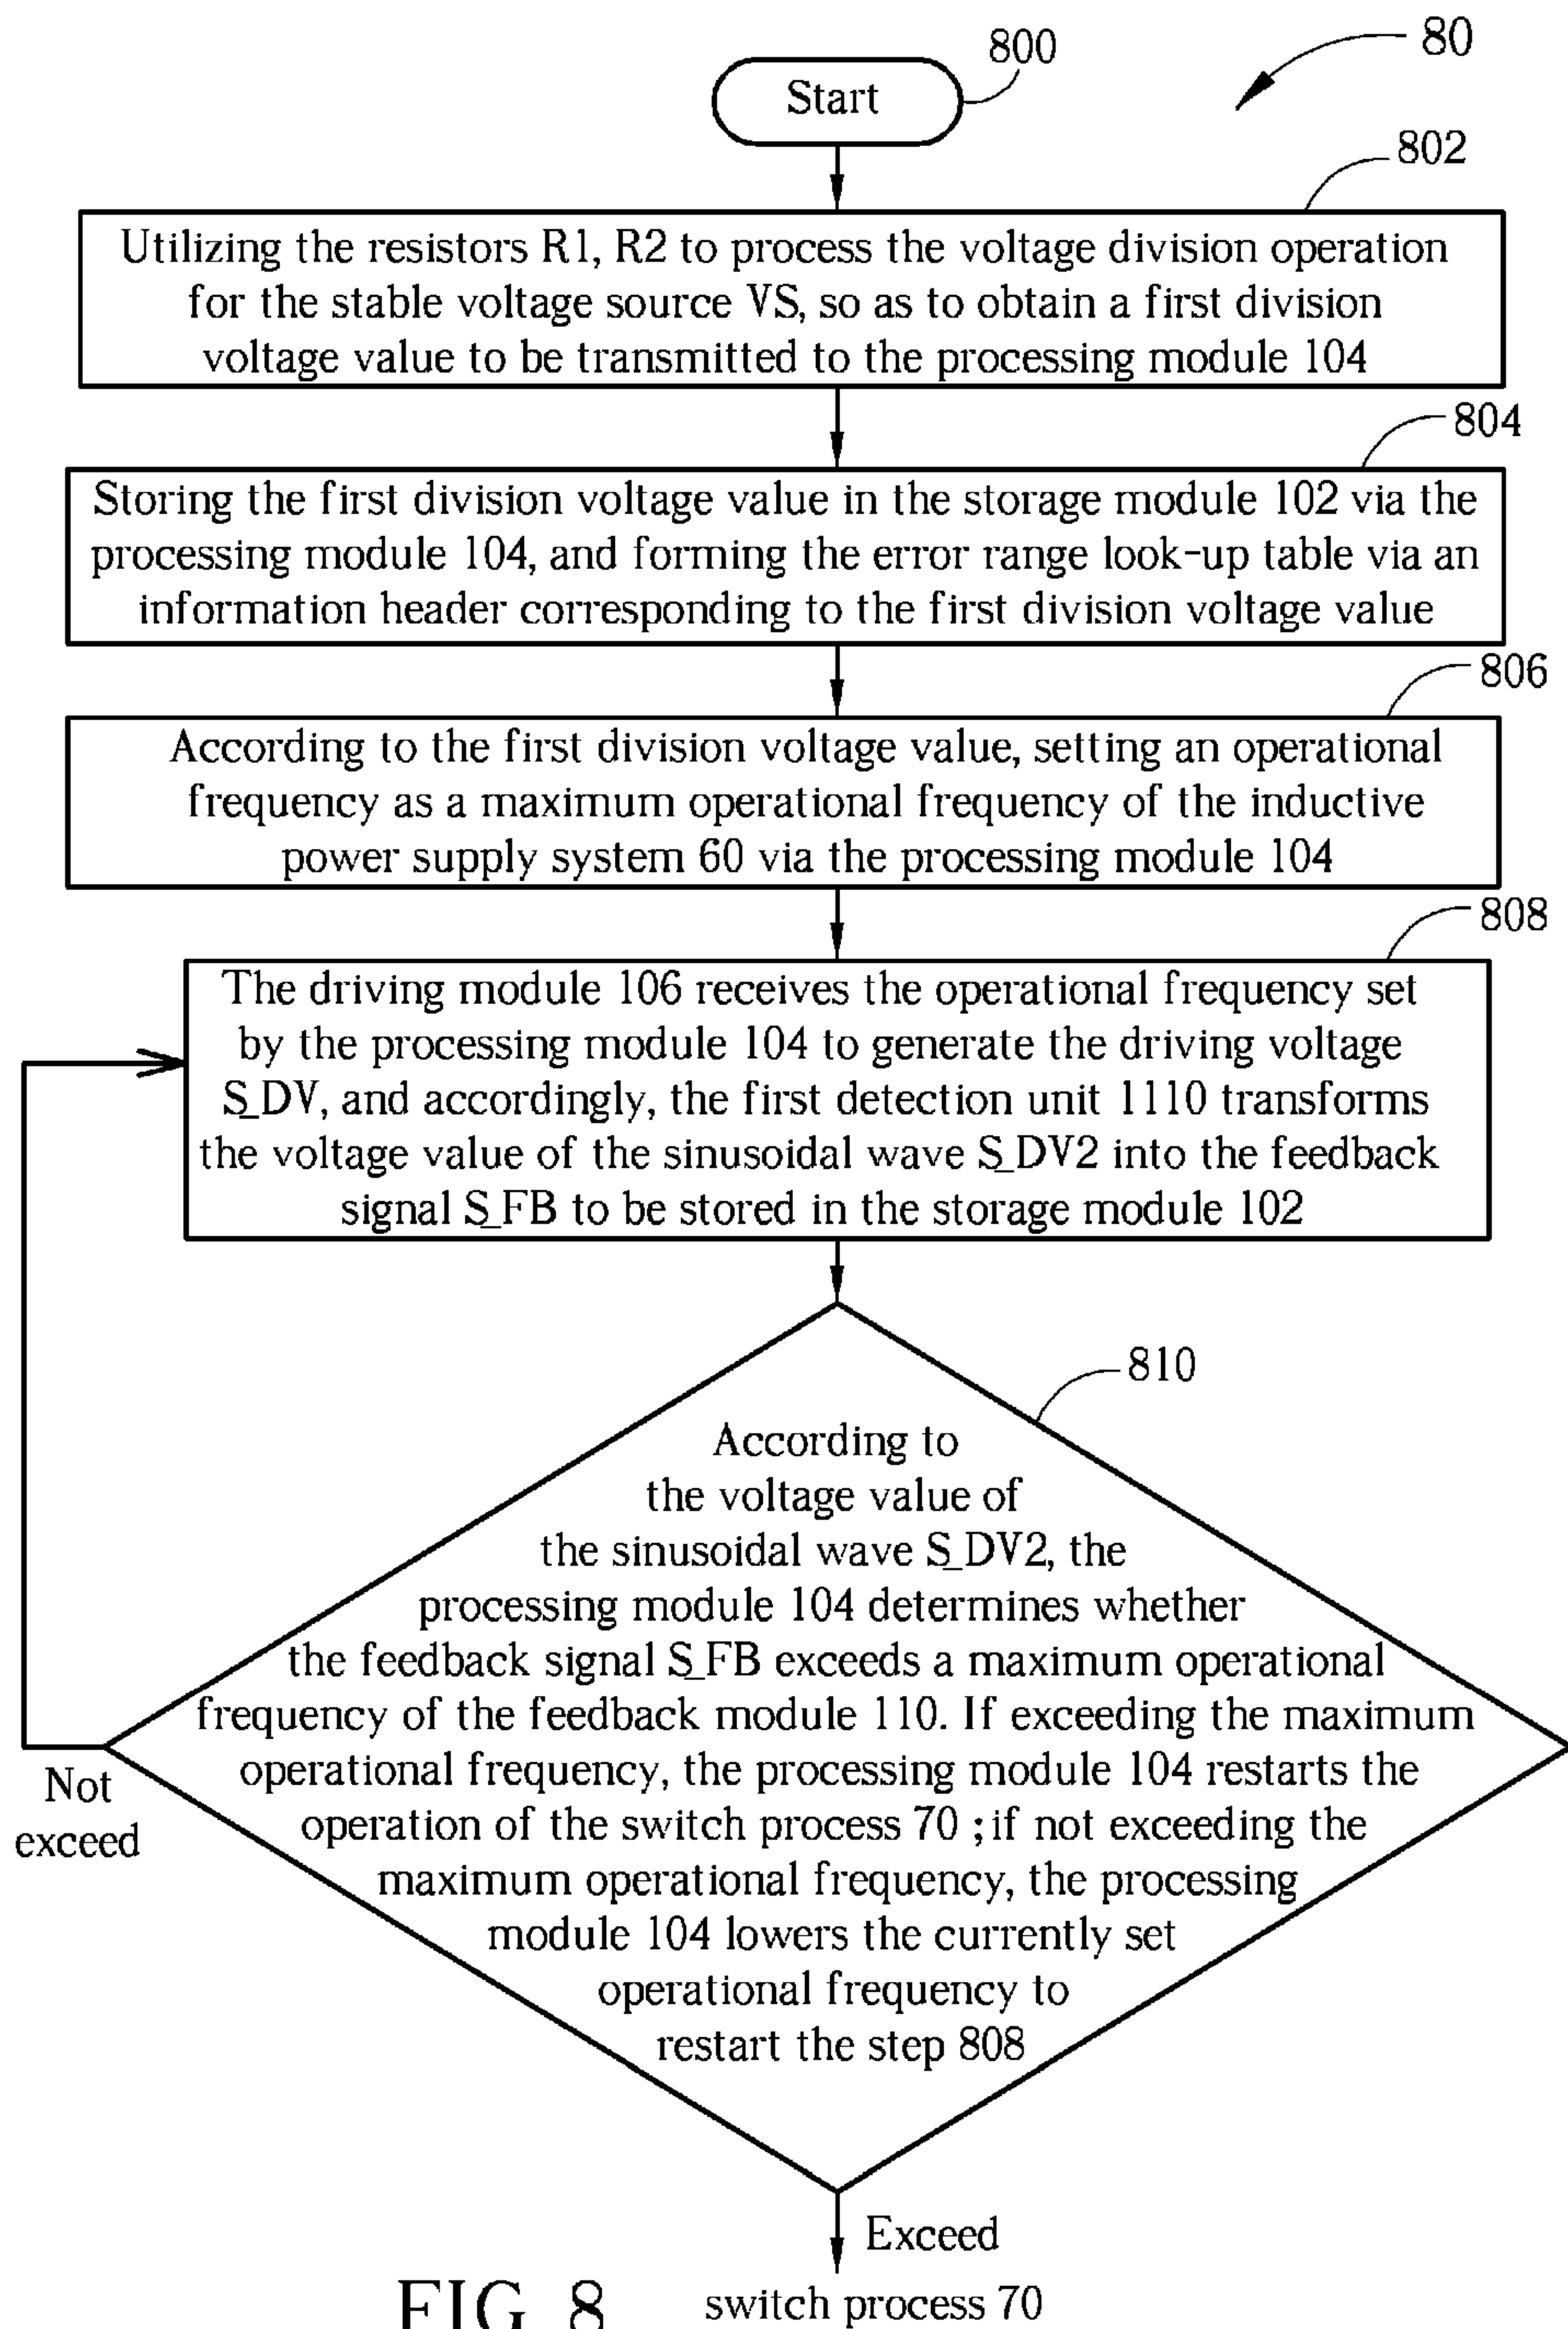 800
80
Start
802
Utilizing the resistors R1, R2 to process the voltage division operation
for the stable voltage source VS, so as to obtain a first division
voltage value to be transmitted to the processing module 104
804
Storing the first division voltage value in the storage module 102 via the
processing module 104, and forming the error range look-up table via an
information header corresponding to the first division voltage value
806
According to the first division voltage value, setting an operational
frequency as a maximum operational frequency of the inductive
power supply system 60 via the processing module 104
808
The driving module 106 receives the operational frequency set
by the processing module 104 to generate the driving voltage
S_DV, and accordingly, the first detection unit 1110 transforms
the voltage value of the sinusoidal wave S_DV2 into the feedback
signal S_FB to be stored in the storage module 102
810
According to
the voltage value of
the sinusoidal wave S_DV2, the
processing module 104 determines whether
the feedback signal S_FB exceeds a maximum operational
frequency of the feedback module 110. If exceeding the maximum
operational frequency, the processing module 104 restarts the
operation of the switch process 70 ; if not exceeding the
maximum operational frequency, the processing
module 104 lowers the currently set
operational frequency to
restart the step 808
Not
exceed
Exceed
switch process 70
FIG. 8